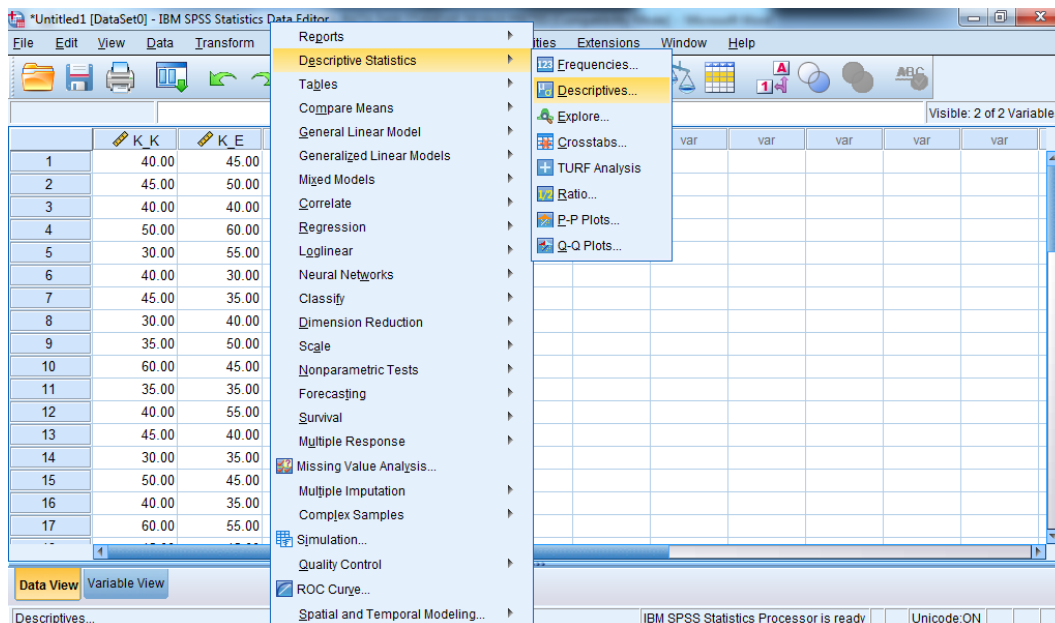 *Untitled1 [DataSet0] - IBM SPSS Statistics Data Editor
File Edit View Data Transform
ities Extensions Window Help
Reports
Descriptive Statistics
Tables
Compare Means
General Linear Model
Generalized Linear Models
Mixed Models
Correlate
Regression
Loglinear
Neural Networks
Classify
Dimension Reduction
Scale
Nonparametric Tests
Forecasting
Survival
Multiple Response
Missing Value Analysis...
Multiple Imputation
Complex Samples
Simulation...
Quality Control
ROC Curve...
Spatial and Temporal Modeling...
Frequencies...
Descriptives...
Explore...
Crosstabs...
TURF Analysis
Ratio...
P-P Plots...
Q-Q Plots...
Visible: 2 of 2 Variable
K_K K_E var var var var var
1 40.00 45.00
2 45.00 50.00
3 40.00 40.00
4 50.00 60.00
5 30.00 55.00
6 40.00 30.00
7 45.00 35.00
8 30.00 40.00
9 35.00 50.00
10 60.00 45.00
11 35.00 35.00
12 40.00 55.00
13 45.00 40.00
14 30.00 35.00
15 50.00 45.00
16 40.00 35.00
17 60.00 55.00
Data View Variable View
Descriptives... IBM SPSS Statistics Processor is ready Unicode:ON